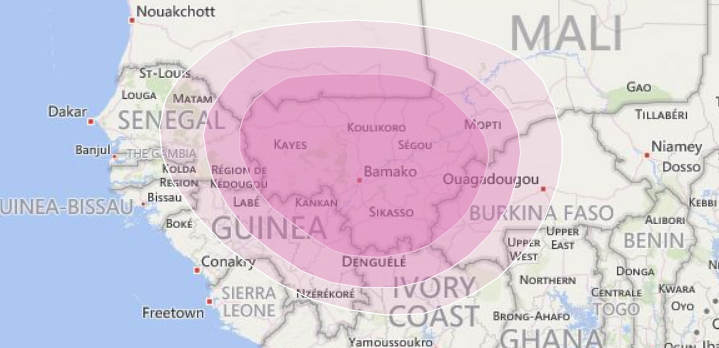 Nouakchott
MALI
ST-LOUIS
LOUGA
MATAM
GAO
Dakar
SENEGAL
KOULIKORO
MOPTI
TILLABÉRI
Banjul
THE GAMBIA
KAYES
SÉGOU
Niamey
KOLDA
REGION
RÉGION DE
KÉDOUGOU
Bamako
Ouagadougou
DOSSO
Bissau
UINEA-BISSAU
LABÉ
KANKAN
SIKASSO
BURKINA FASO
KEBBI
BOKÉ
GUINEA
ALIBORI
UPPER
WEST
UPPER
EAST
BENIN
Conakry
DENGUÉLÉ
DONGA
NORTHERN
SIERRA
LEONE
NZÉRÉKORÉ
IVORY
COAST
CENTRALE
KWARA
TOGO
OYO
Freetown
BRONG-AHAFO
Yamoussoukro
GHANA